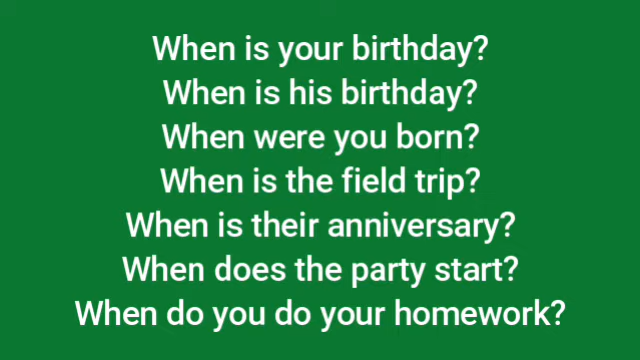 When is your birthday?
When is his birthday?
When were you born?
When is the field trip?
When is their anniversary?
When does the party start?
When do you do your homework?